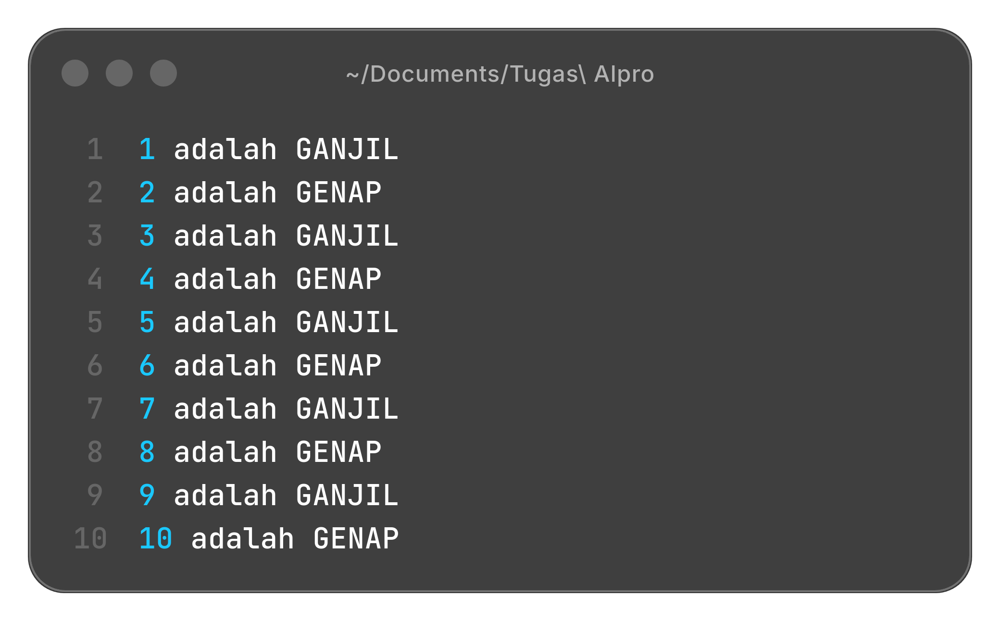 ~/Documents/Tugas\ Alpro
1 1 adalah GANJIL
2 2 adalah GENAP
3 3 adalah GANJIL
4 4 adalah GENAP
5 5 adalah GANJIL
6 6 adalah GENAP
7 7 adalah GANJIL
8 8 adalah GENAP
9 9 adalah GANJIL
10 10 adalah GENAP